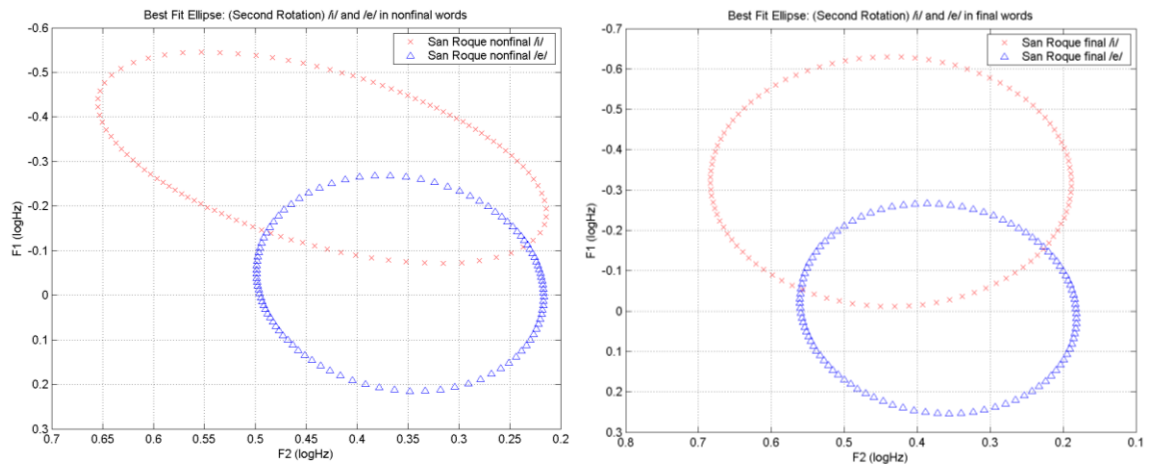 Best Fit Ellipse: (Second Rotation) /i/ and /e/ in nonfinal words
San Roque nonfinal /i/
San Roque nonfinal /e/
F1 (logHz)
-0.6
-0.5
-0.4
-0.3
-0.2
-0.1
0
0.1
0.2
0.3
0.7 0.65 0.6 0.55 0.5 0.45 0.4 0.35 0.3 0.25 0.2
F2 (logHz)
Best Fit Ellipse: (Second Rotation) /i/ and /e/ in final words
San Roque final /i/
San Roque final /e/
F1 (logHz)
-0.7
-0.6
-0.5
-0.4
-0.3
-0.2
-0.1
0
0.1
0.2
0.3
0.8 0.7 0.6 0.5 0.4 0.3 0.2 0.1
F2 (logHz)